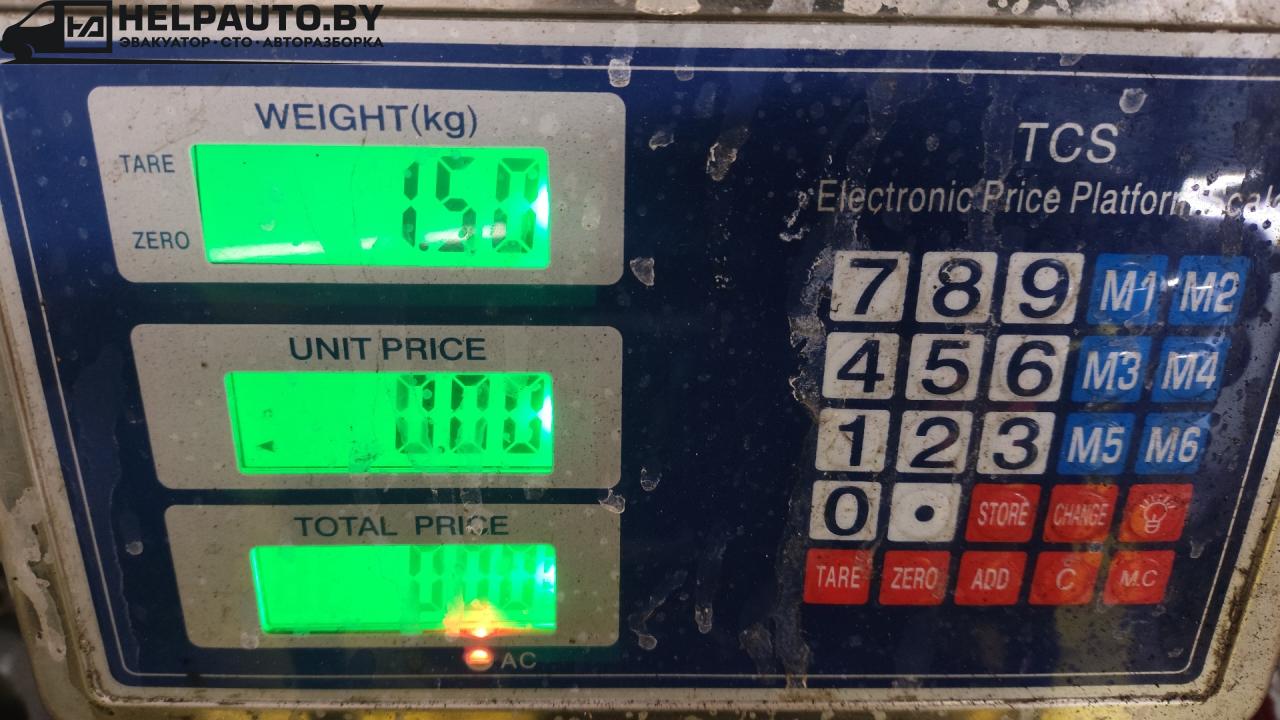 HELPAUTO.BY
ЭВАКУАТОР·СТО·АВТОРАЗБОРКА
WEIGHT(kg)
TARE
1.50
ZERO
UNIT PRICE
0.00
TOTAL PRICE
0.00
AC
TCS
Electronic Price Platform Scale
7 8 9 M1 M2
4 5 6 M3 M4
1 2 3 M5 M6
0 • STORE CHANGE
TARE ZERO ADD C M.C